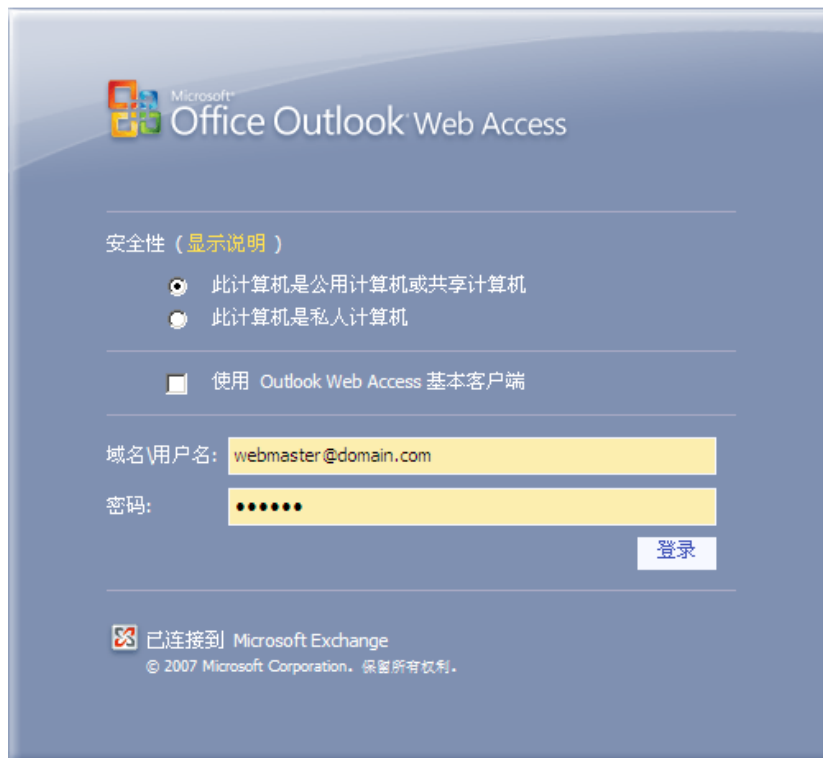 Microsoft®
Office Outlook® Web Access
安全性 ( 显示说明 )
此计算机是公用计算机或共享计算机
此计算机是私人计算机
使用 Outlook Web Access 基本客户端
域名\用户名: webmaster@domain.com
密码: ••••••
登录
已连接到 Microsoft Exchange
© 2007 Microsoft Corporation。保留所有权利。